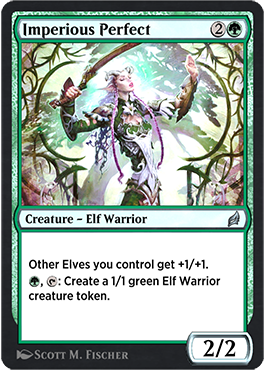 Imperious Perfect 2
Creature – Elf Warrior
Other Elves you control get +1/+1.
, : Create a 1/1 green Elf Warrior
creature token.
2/2
Scott M. Fischer